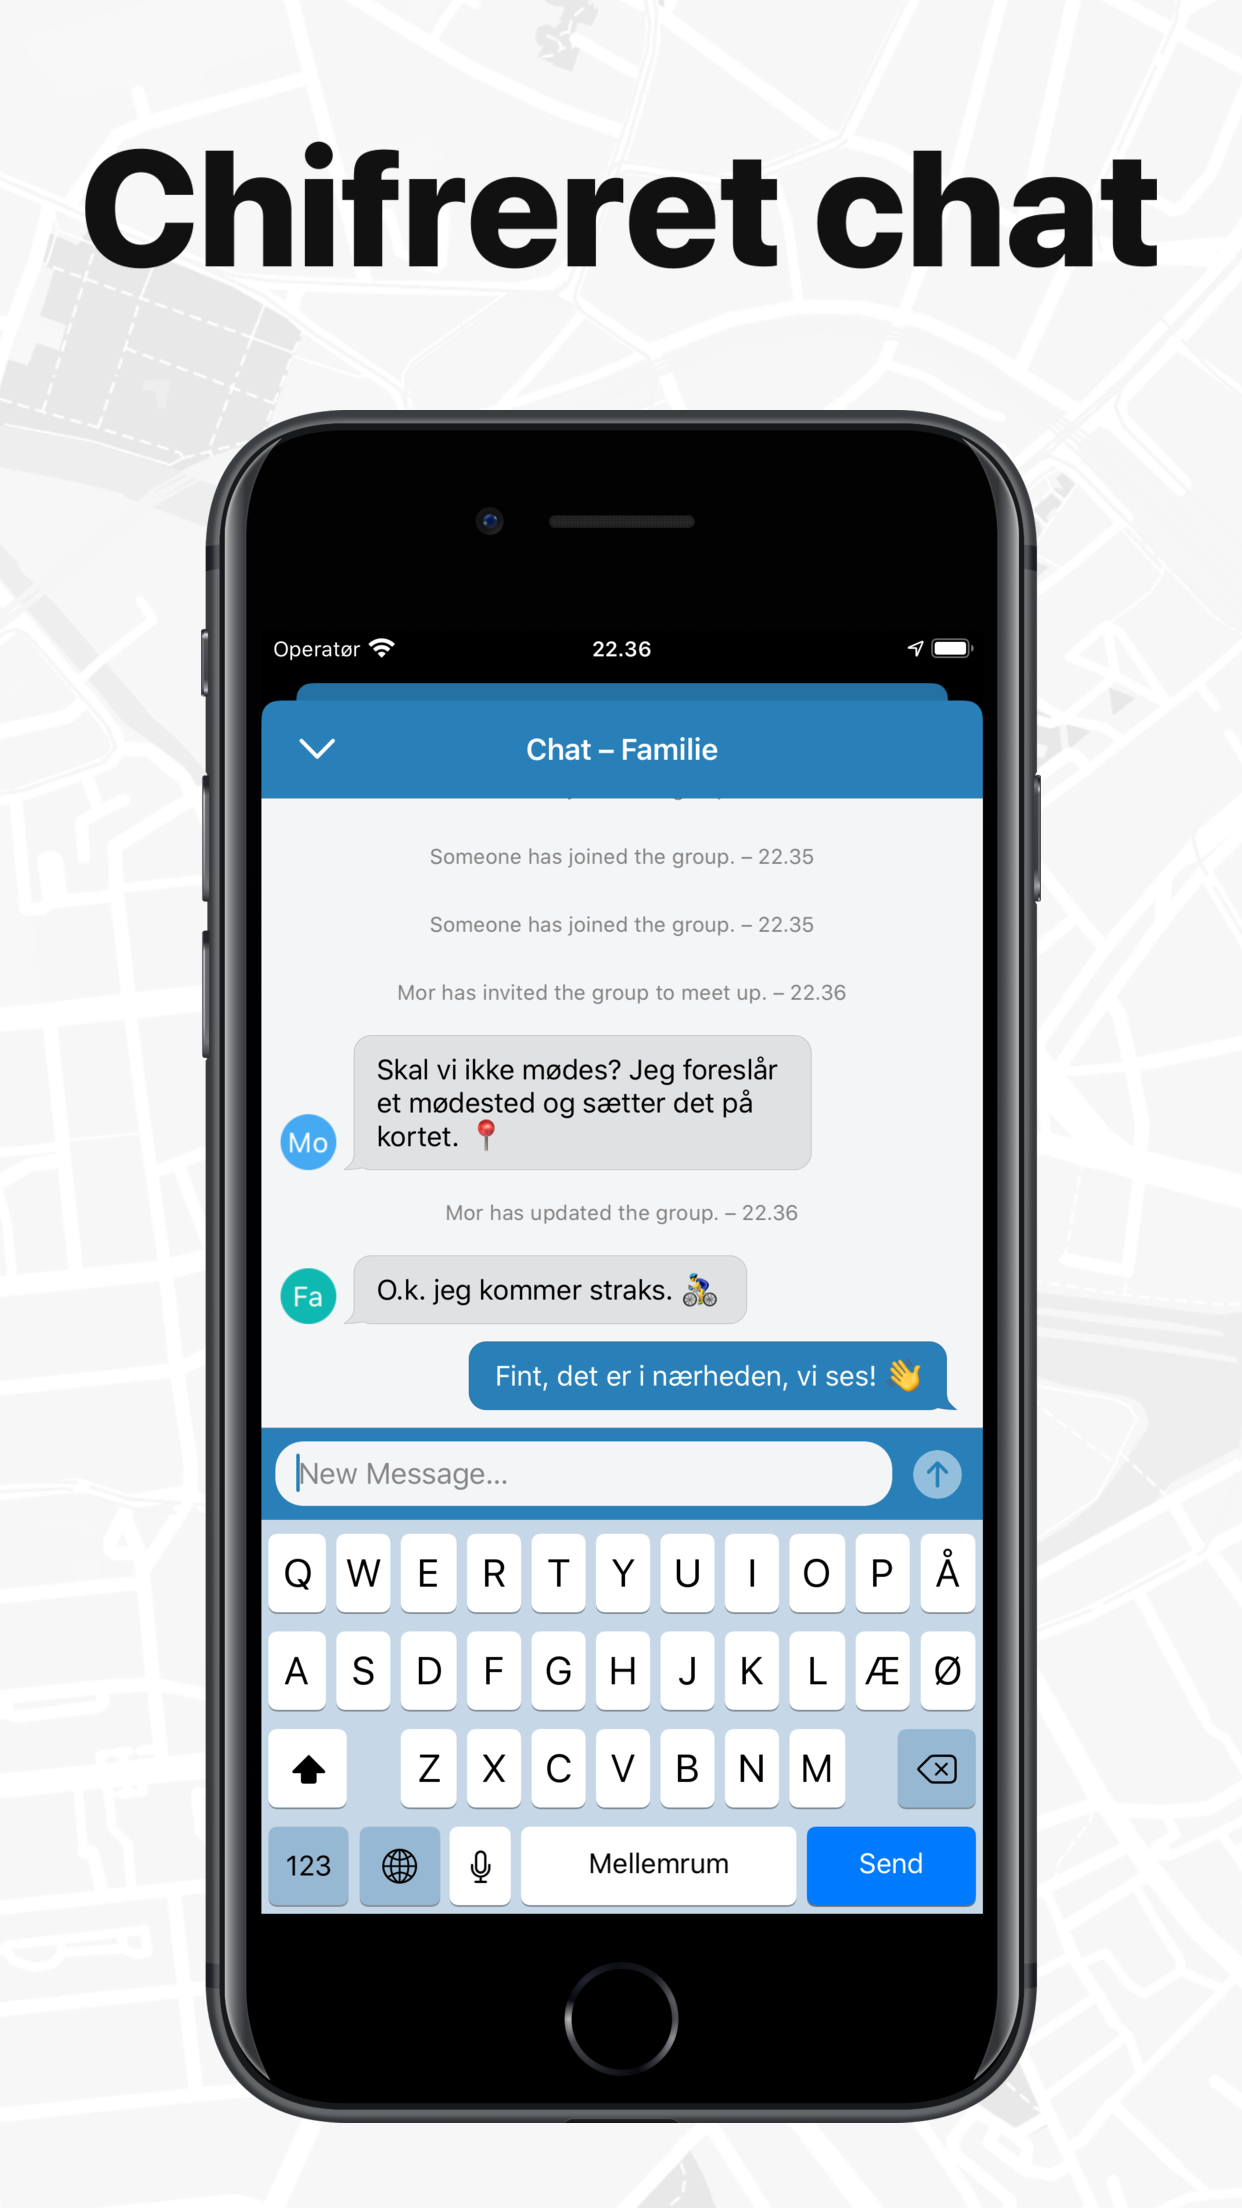 Chifreret chat
Operatør 22.36
Chat – Familie
Someone has joined the group. – 22.35
Someone has joined the group. – 22.35
Mor has invited the group to meet up. – 22.36
Skal vi ikke mødes? Jeg foreslår
et mødested og sætter det på
kortet. 📍
Mo
Mor has updated the group. – 22.36
Fa
O.k. jeg kommer straks. 🚴
Fint, det er i nærheden, vi ses! 👋
New Message...
Q W E R T Y U I O P Å
A S D F G H J K L Æ Ø
Z X C V B N M
123 Mellemrum Send